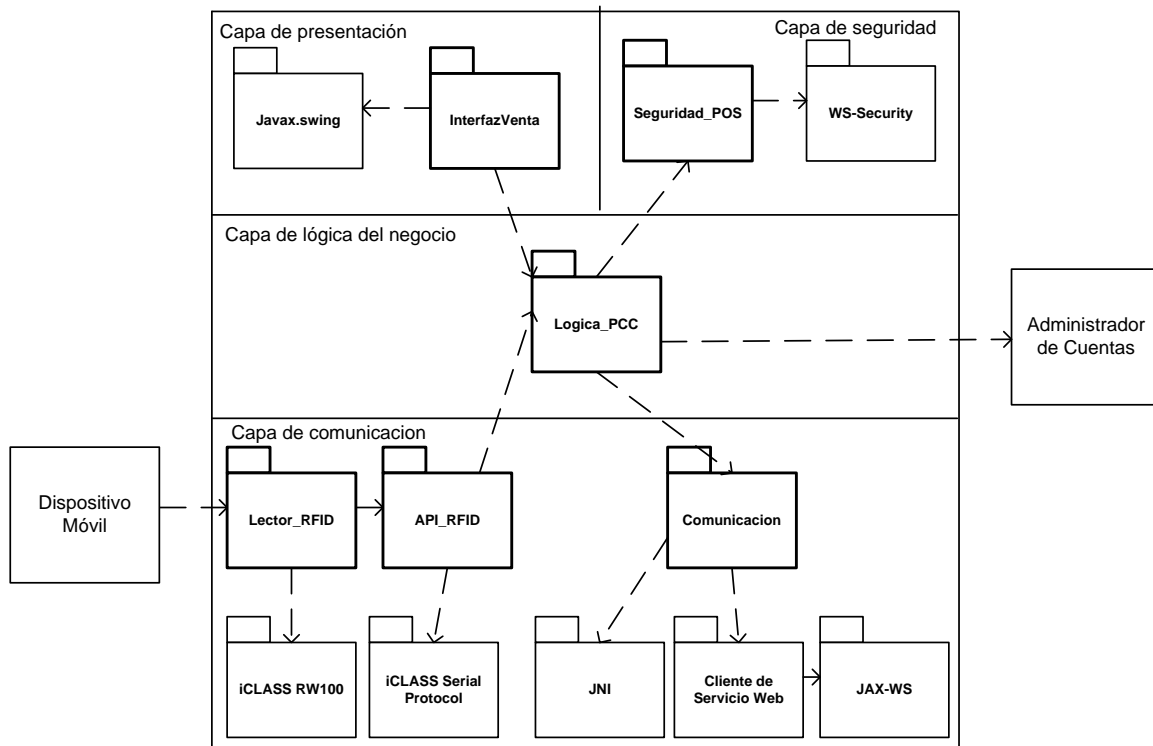 Capa de presentación
Capa de seguridad
Javax.swing
InterfazVenta
Seguridad_POS
WS-Security
Capa de lógica del negocio
Logica_PCC
Administrador
de Cuentas
Capa de comunicacion
Dispositivo
Móvil
Lector_RFID
API_RFID
Comunicacion
iCLASS RW100
iCLASS Serial
Protocol
JNI
Cliente de
Servicio Web
JAX-WS